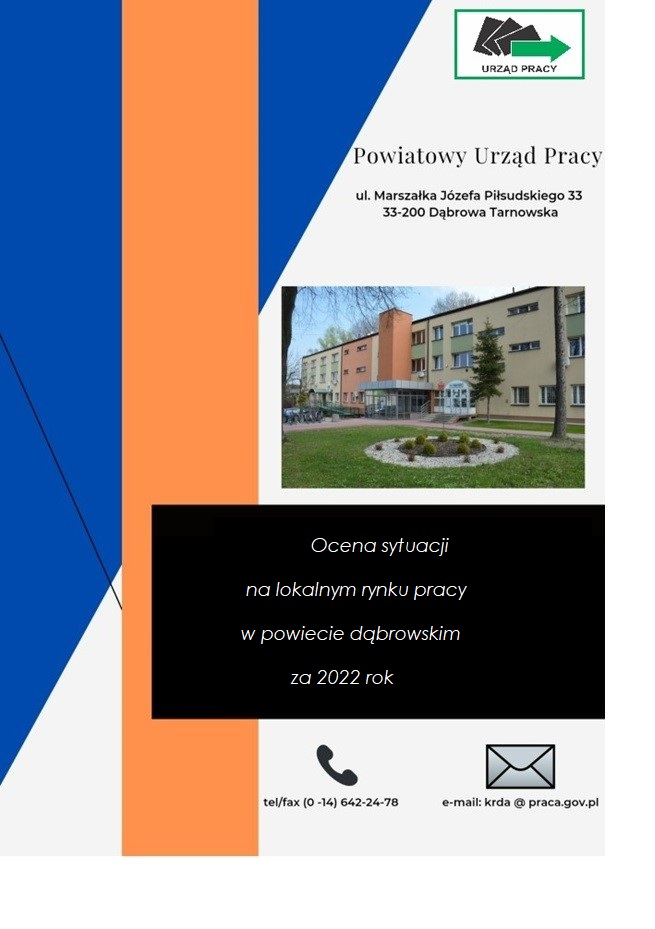 URZĄD PRACY
Powiatowy Urząd Pracy
ul. Marszałka Józefa Piłsudskiego 33
33-200 Dąbrowa Tarnowska
Ocena sytuacji
na lokalnym rynku pracy
w powiecie dąbrowskim
za 2022 rok
tel/fax (0 -14) 642-24-78
e-mail: krda @ praca.gov.pl